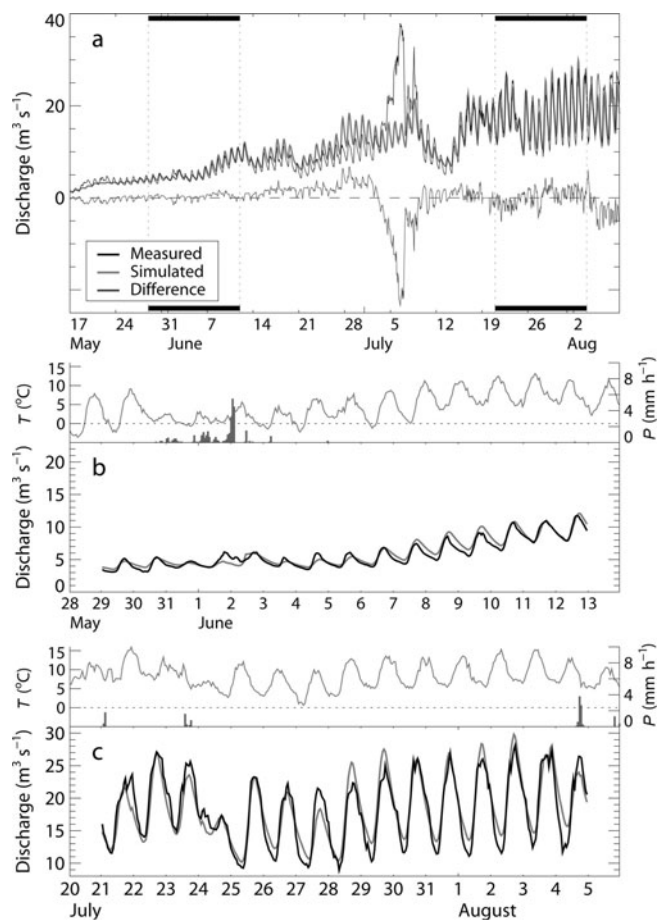 a
40
20
0
Discharge (m³ s⁻¹)
Measured
Simulated
Difference
17 24 31 7 14 21 28 5 12 19 26 2
May June July Aug
15
10
5
0
T (°C)
8
4
0
P (mm h⁻¹)
b
20
15
10
5
0
Discharge (m³ s⁻¹)
28 29 30 31 1 2 3 4 5 6 7 8 9 10 11 12 13
May June
15
10
5
0
T (°C)
8
4
0
P (mm h⁻¹)
c
30
25
20
15
10
Discharge (m³ s⁻¹)
20 21 22 23 24 25 26 27 28 29 30 31 1 2 3 4 5
July August